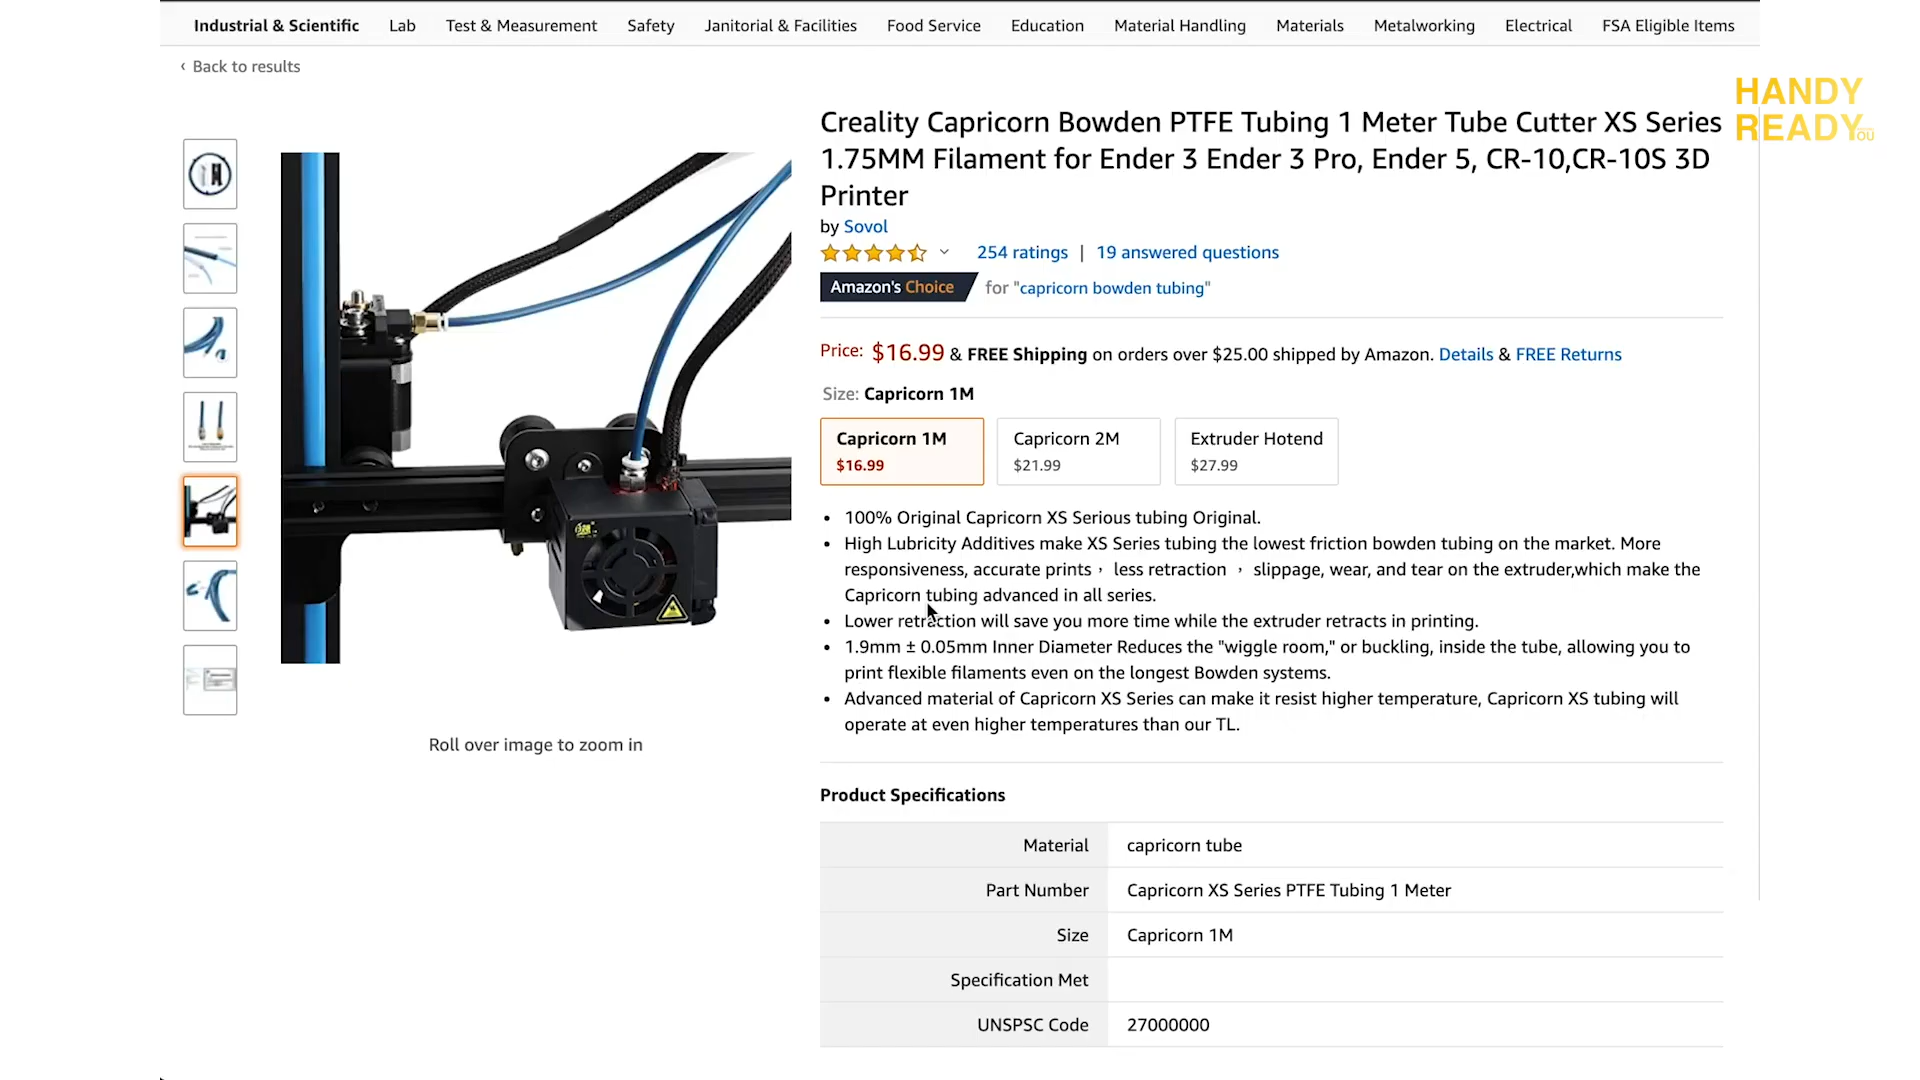 Industrial & Scientific Lab Test & Measurement Safety Janitorial & Facilities Food Service Education Material Handling Materials Metalworking Electrical FSA Eligible Items
‹ Back to results
HANDY
READY
OU
Creality Capricorn Bowden PTFE Tubing 1 Meter Tube Cutter XS Series
1.75MM Filament for Ender 3 Ender 3 Pro, Ender 5, CR-10,CR-10S 3D
Printer
by Sovol
254 ratings | 19 answered questions
Amazon's Choice for "capricorn bowden tubing"
Price: $16.99 & FREE Shipping on orders over $25.00 shipped by Amazon. Details & FREE Returns
Size: Capricorn 1M
Capricorn 1M Capricorn 2M Extruder Hotend
$16.99 $21.99 $27.99
• 100% Original Capricorn XS Serious tubing Original.
• High Lubricity Additives make XS Series tubing the lowest friction bowden tubing on the market. More
responsiveness, accurate prints， less retraction ， slippage, wear, and tear on the extruder,which make the
Capricorn tubing advanced in all series.
• Lower retraction will save you more time while the extruder retracts in printing.
• 1.9mm ± 0.05mm Inner Diameter Reduces the "wiggle room," or buckling, inside the tube, allowing you to
print flexible filaments even on the longest Bowden systems.
• Advanced material of Capricorn XS Series can make it resist higher temperature, Capricorn XS tubing will
operate at even higher temperatures than our TL.
Roll over image to zoom in
Product Specifications
Material capricorn tube
Part Number Capricorn XS Series PTFE Tubing 1 Meter
Size Capricorn 1M
Specification Met
UNSPSC Code 27000000